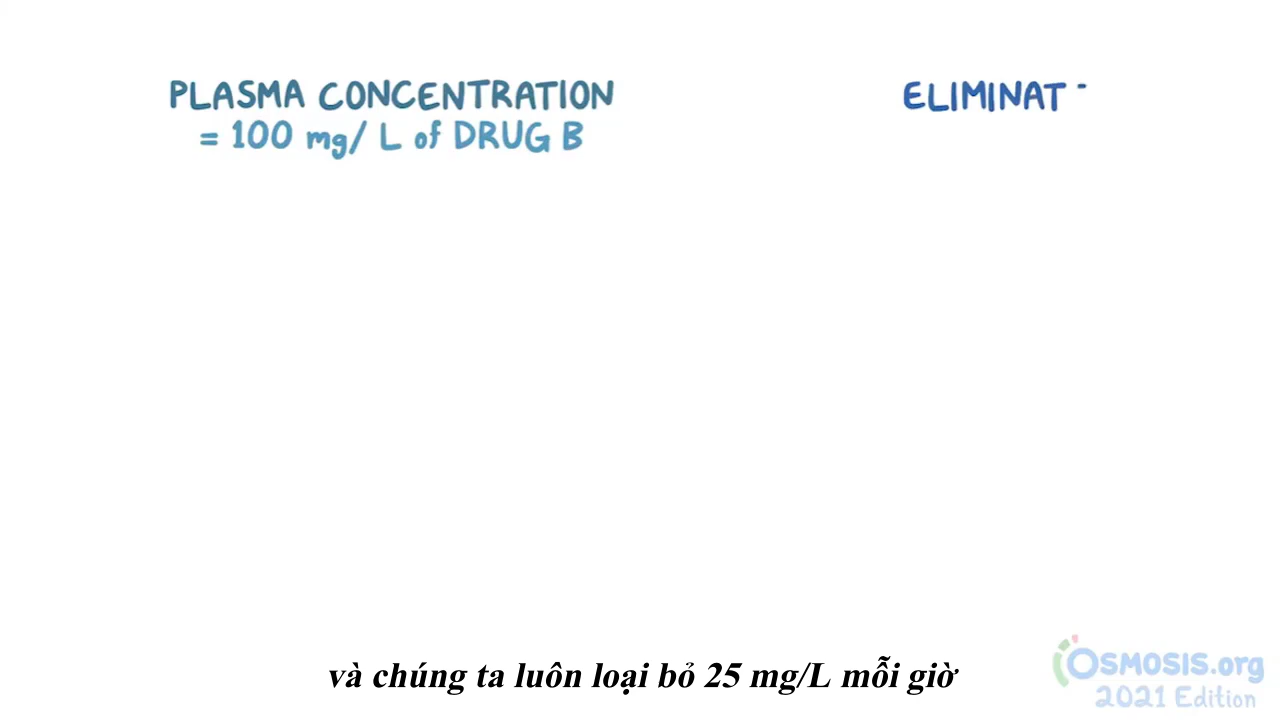 PLASMA CONCENTRATION
= 100 mg/L of DRUG B
ELIMINAT
và chúng ta luôn loại bỏ 25 mg/L mỗi giờ
OSMOSIS.org
2021 Edition